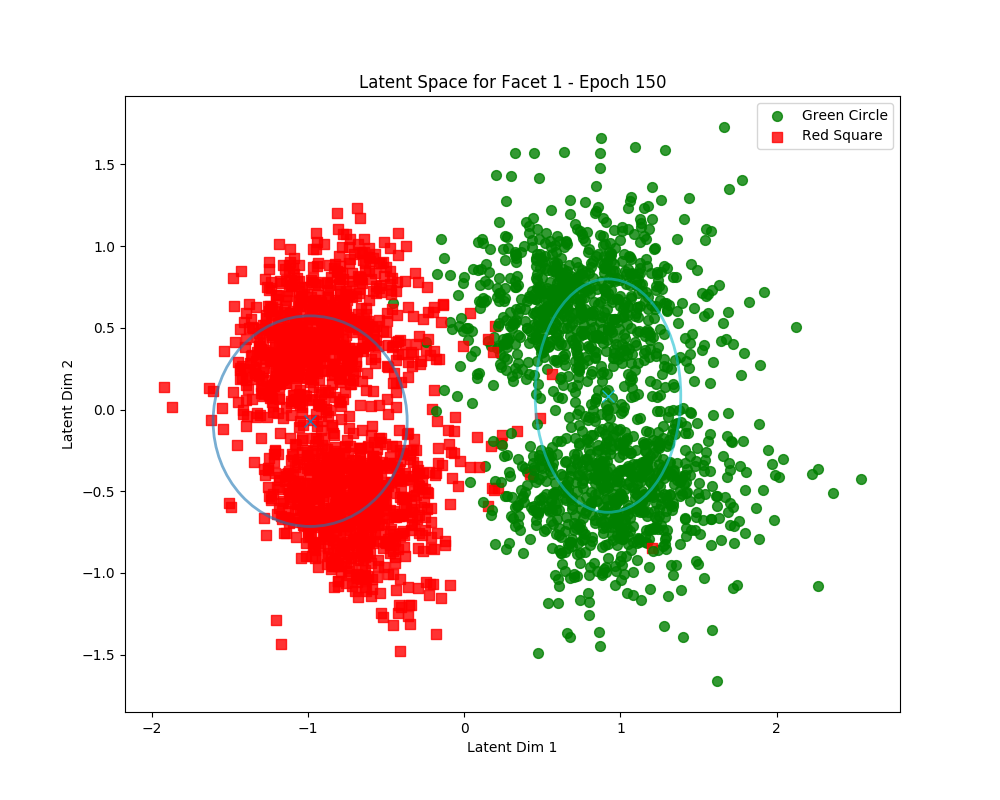 Latent Space for Facet 1 - Epoch 150
Green Circle
Red Square
1.5
1.0
0.5
0.0
−0.5
−1.0
−1.5
Latent Dim 2
−2
−1
0
1
2
Latent Dim 1